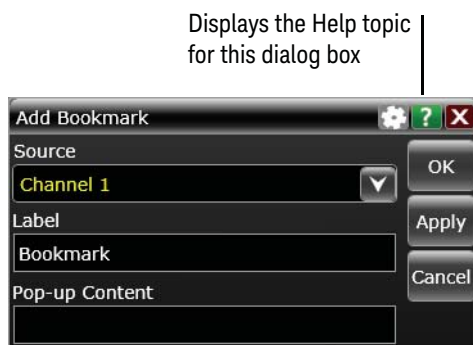 Displays the Help topic
for this dialog box
Add Bookmark
?
X
Source
OK
Channel 1
Label
Apply
Bookmark
Cancel
Pop-up Content